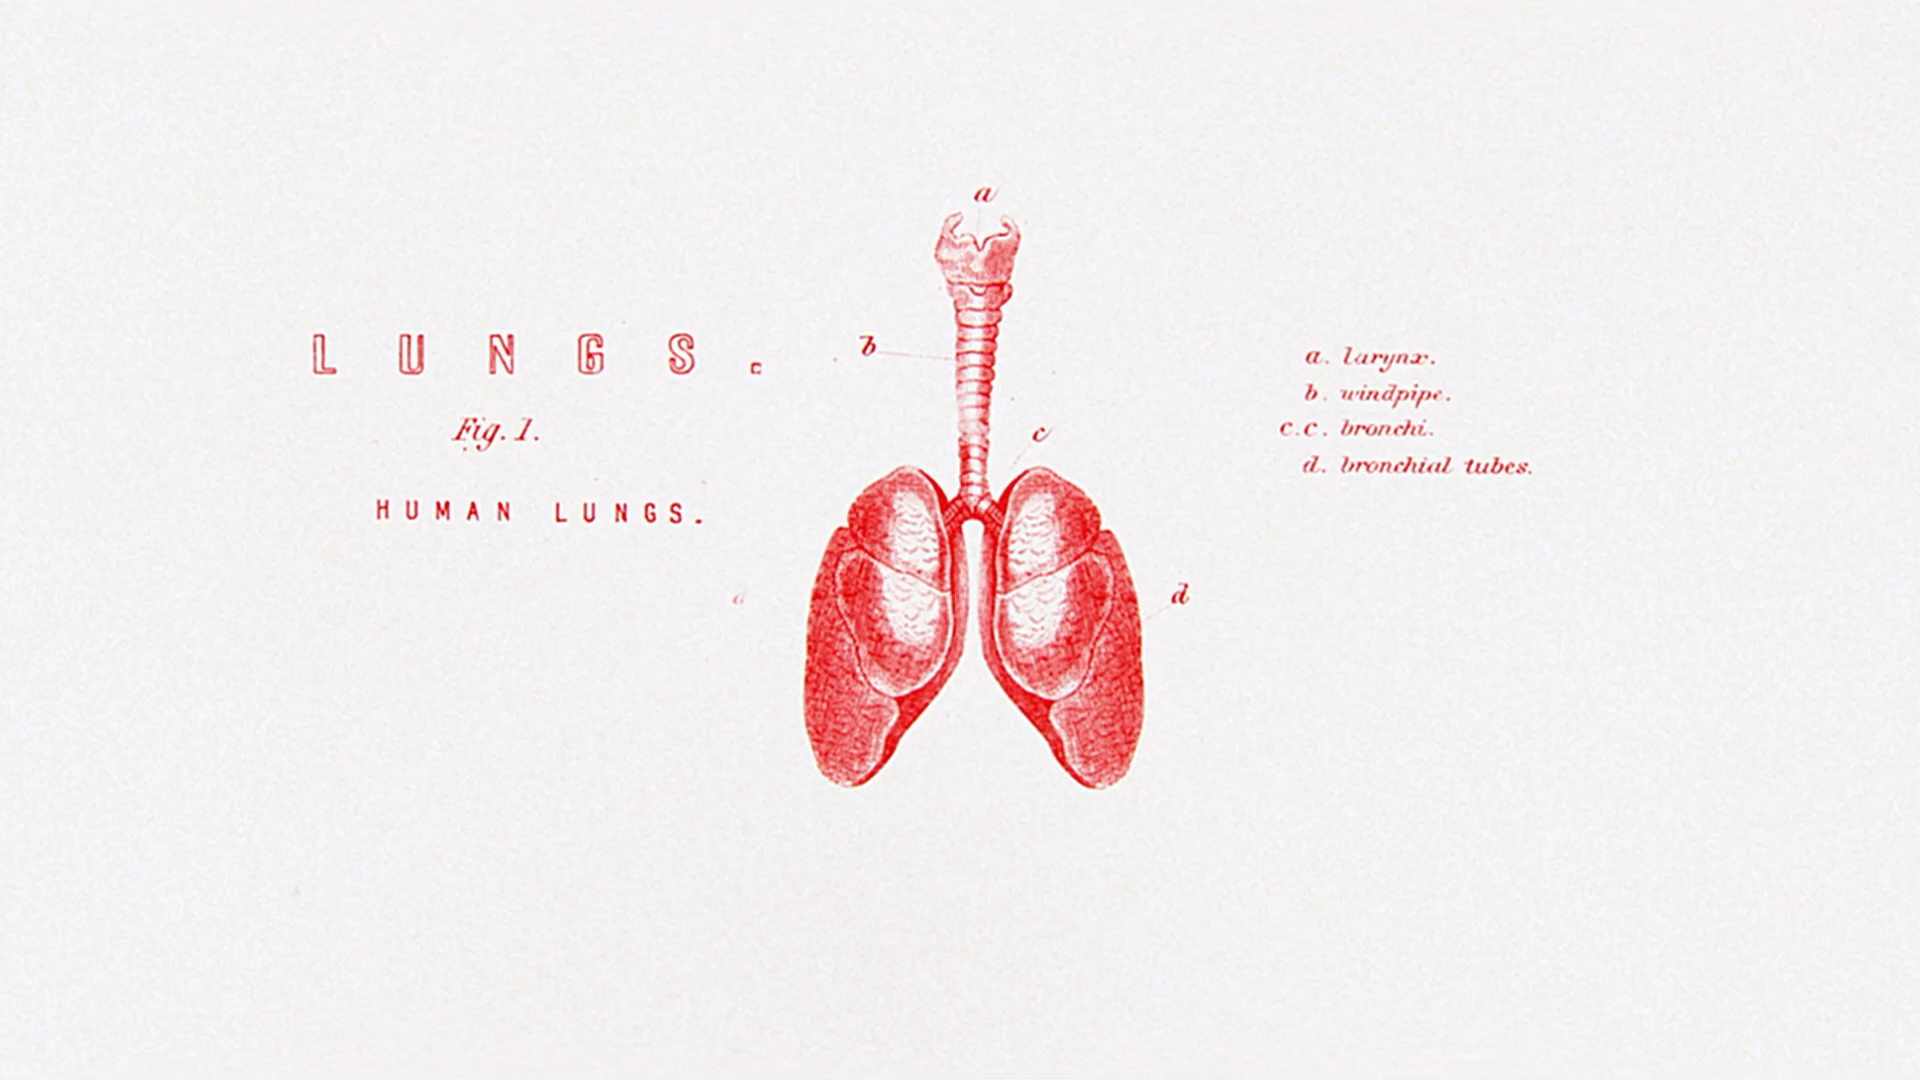 LUNGS.
Fig. 1.
HUMAN LUNGS.
a
b
c
d
a. larynx.
b. windpipe.
c.c. bronchi.
d. bronchial tubes.